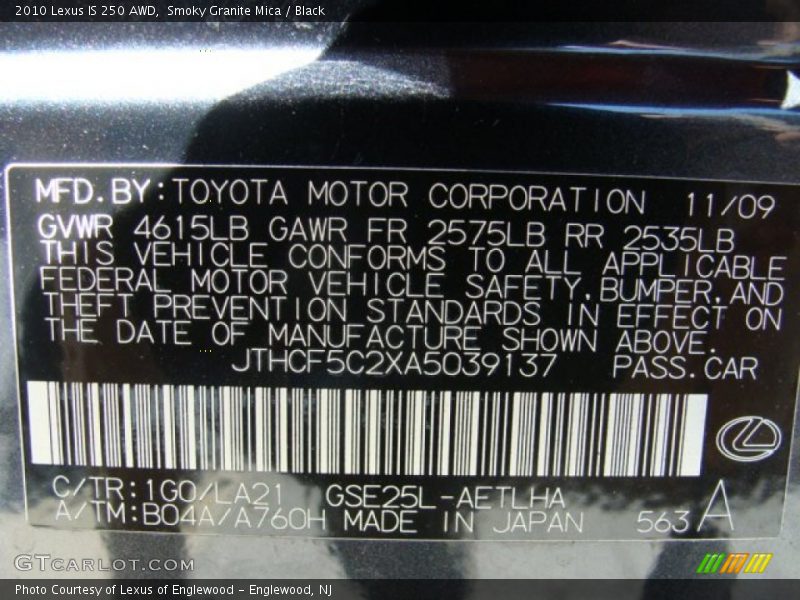 2010 Lexus IS 250 AWD, Smoky Granite Mica / Black
MFD.BY:TOYOTA MOTOR CORPORATION 11/09
GVWR 4615LB GAWR FR 2575LB RR 2535LB
THIS VEHICLE CONFORMS TO ALL APPLICABLE
FEDERAL MOTOR VEHICLE SAFETY,BUMPER,AND
THEFT PREVENTION STANDARDS IN EFFECT ON
THE DATE OF MANUFACTURE SHOWN ABOVE.
JTHCF5C2XA5039137 PASS.CAR
C/TR:1G0/LA21 GSE25L-AETLHA
A/TM:B04A/A760H MADE IN JAPAN 563 A
GTCARLOT.COM
Photo Courtesy of Lexus of Englewood - Englewood, NJ